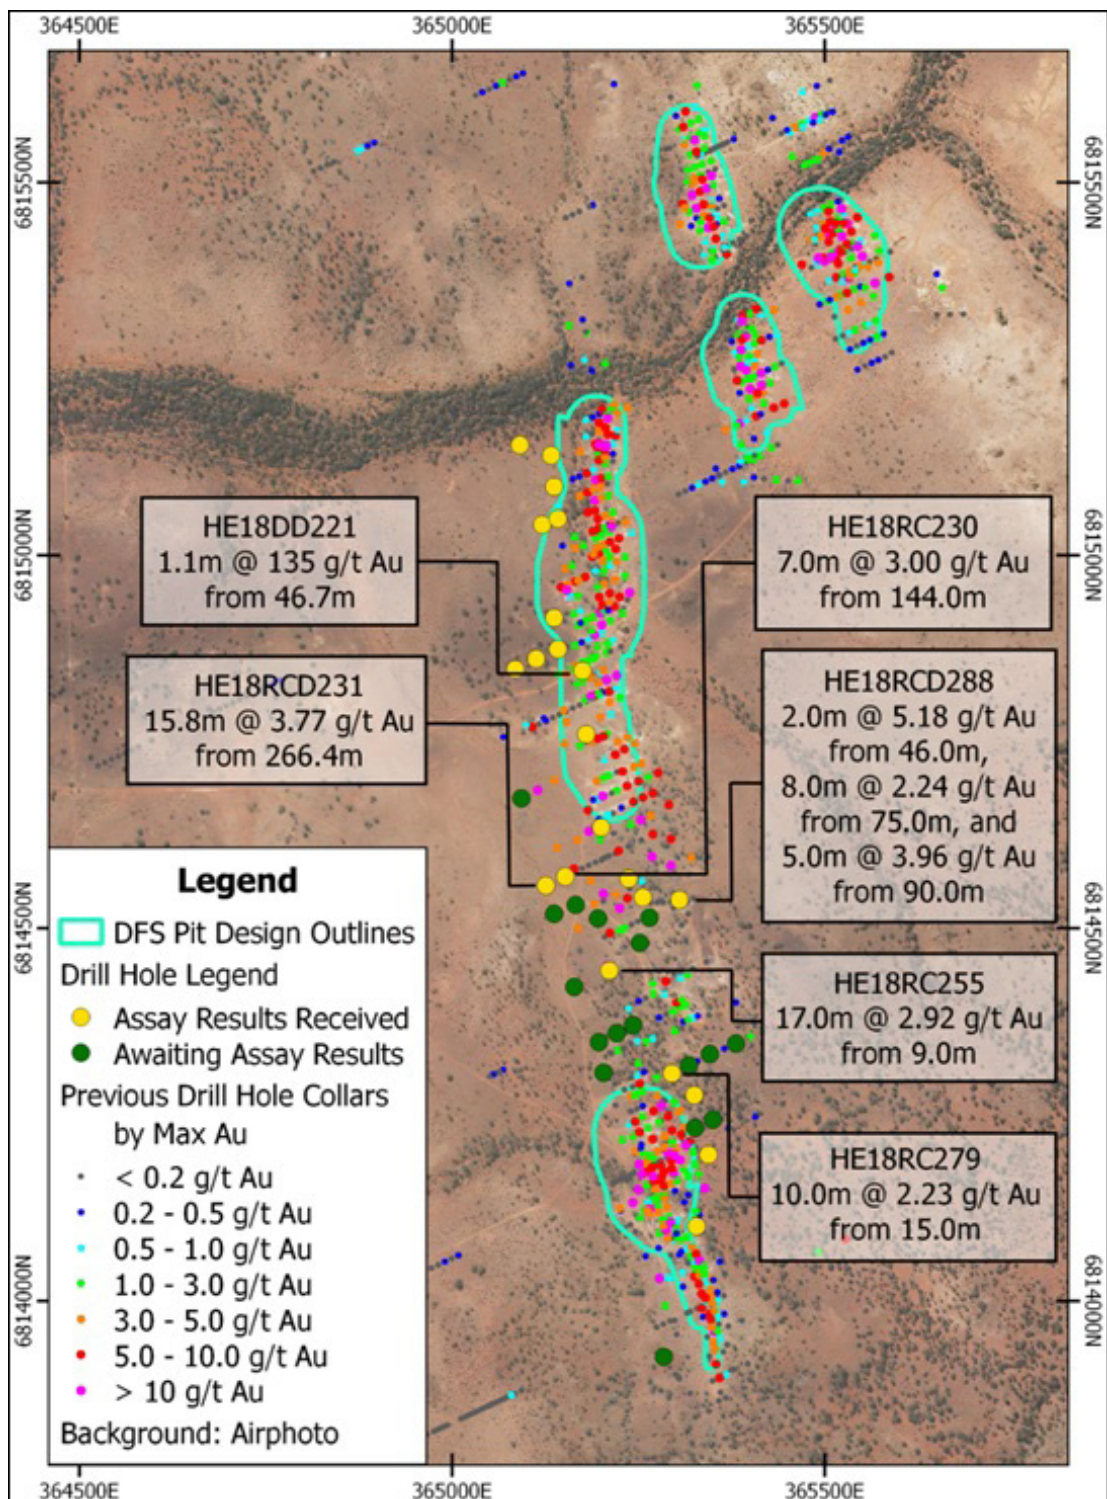 364500E
365000E
365500E
6815500N
6815500N
HE18DD221
1.1m @ 135 g/t Au
from 46.7m
HE18RC230
7.0m @ 3.00 g/t Au
from 144.0m
6815000N
6815000N
HE18RCD231
15.8m @ 3.77 g/t Au
from 266.4m
HE18RCD288
2.0m @ 5.18 g/t Au
from 46.0m,
8.0m @ 2.24 g/t Au
from 75.0m, and
5.0m @ 3.96 g/t Au
from 90.0m
6814500N
6814500N
HE18RC255
17.0m @ 2.92 g/t Au
from 9.0m
HE18RC279
10.0m @ 2.23 g/t Au
from 15.0m
6814000N
6814000N
Legend
DFS Pit Design Outlines
Drill Hole Legend
Assay Results Received
Awaiting Assay Results
Previous Drill Hole Collars
by Max Au
< 0.2 g/t Au
0.2 - 0.5 g/t Au
0.5 - 1.0 g/t Au
1.0 - 3.0 g/t Au
3.0 - 5.0 g/t Au
5.0 - 10.0 g/t Au
> 10 g/t Au
Background: Airphoto
364500E
365000E
365500E